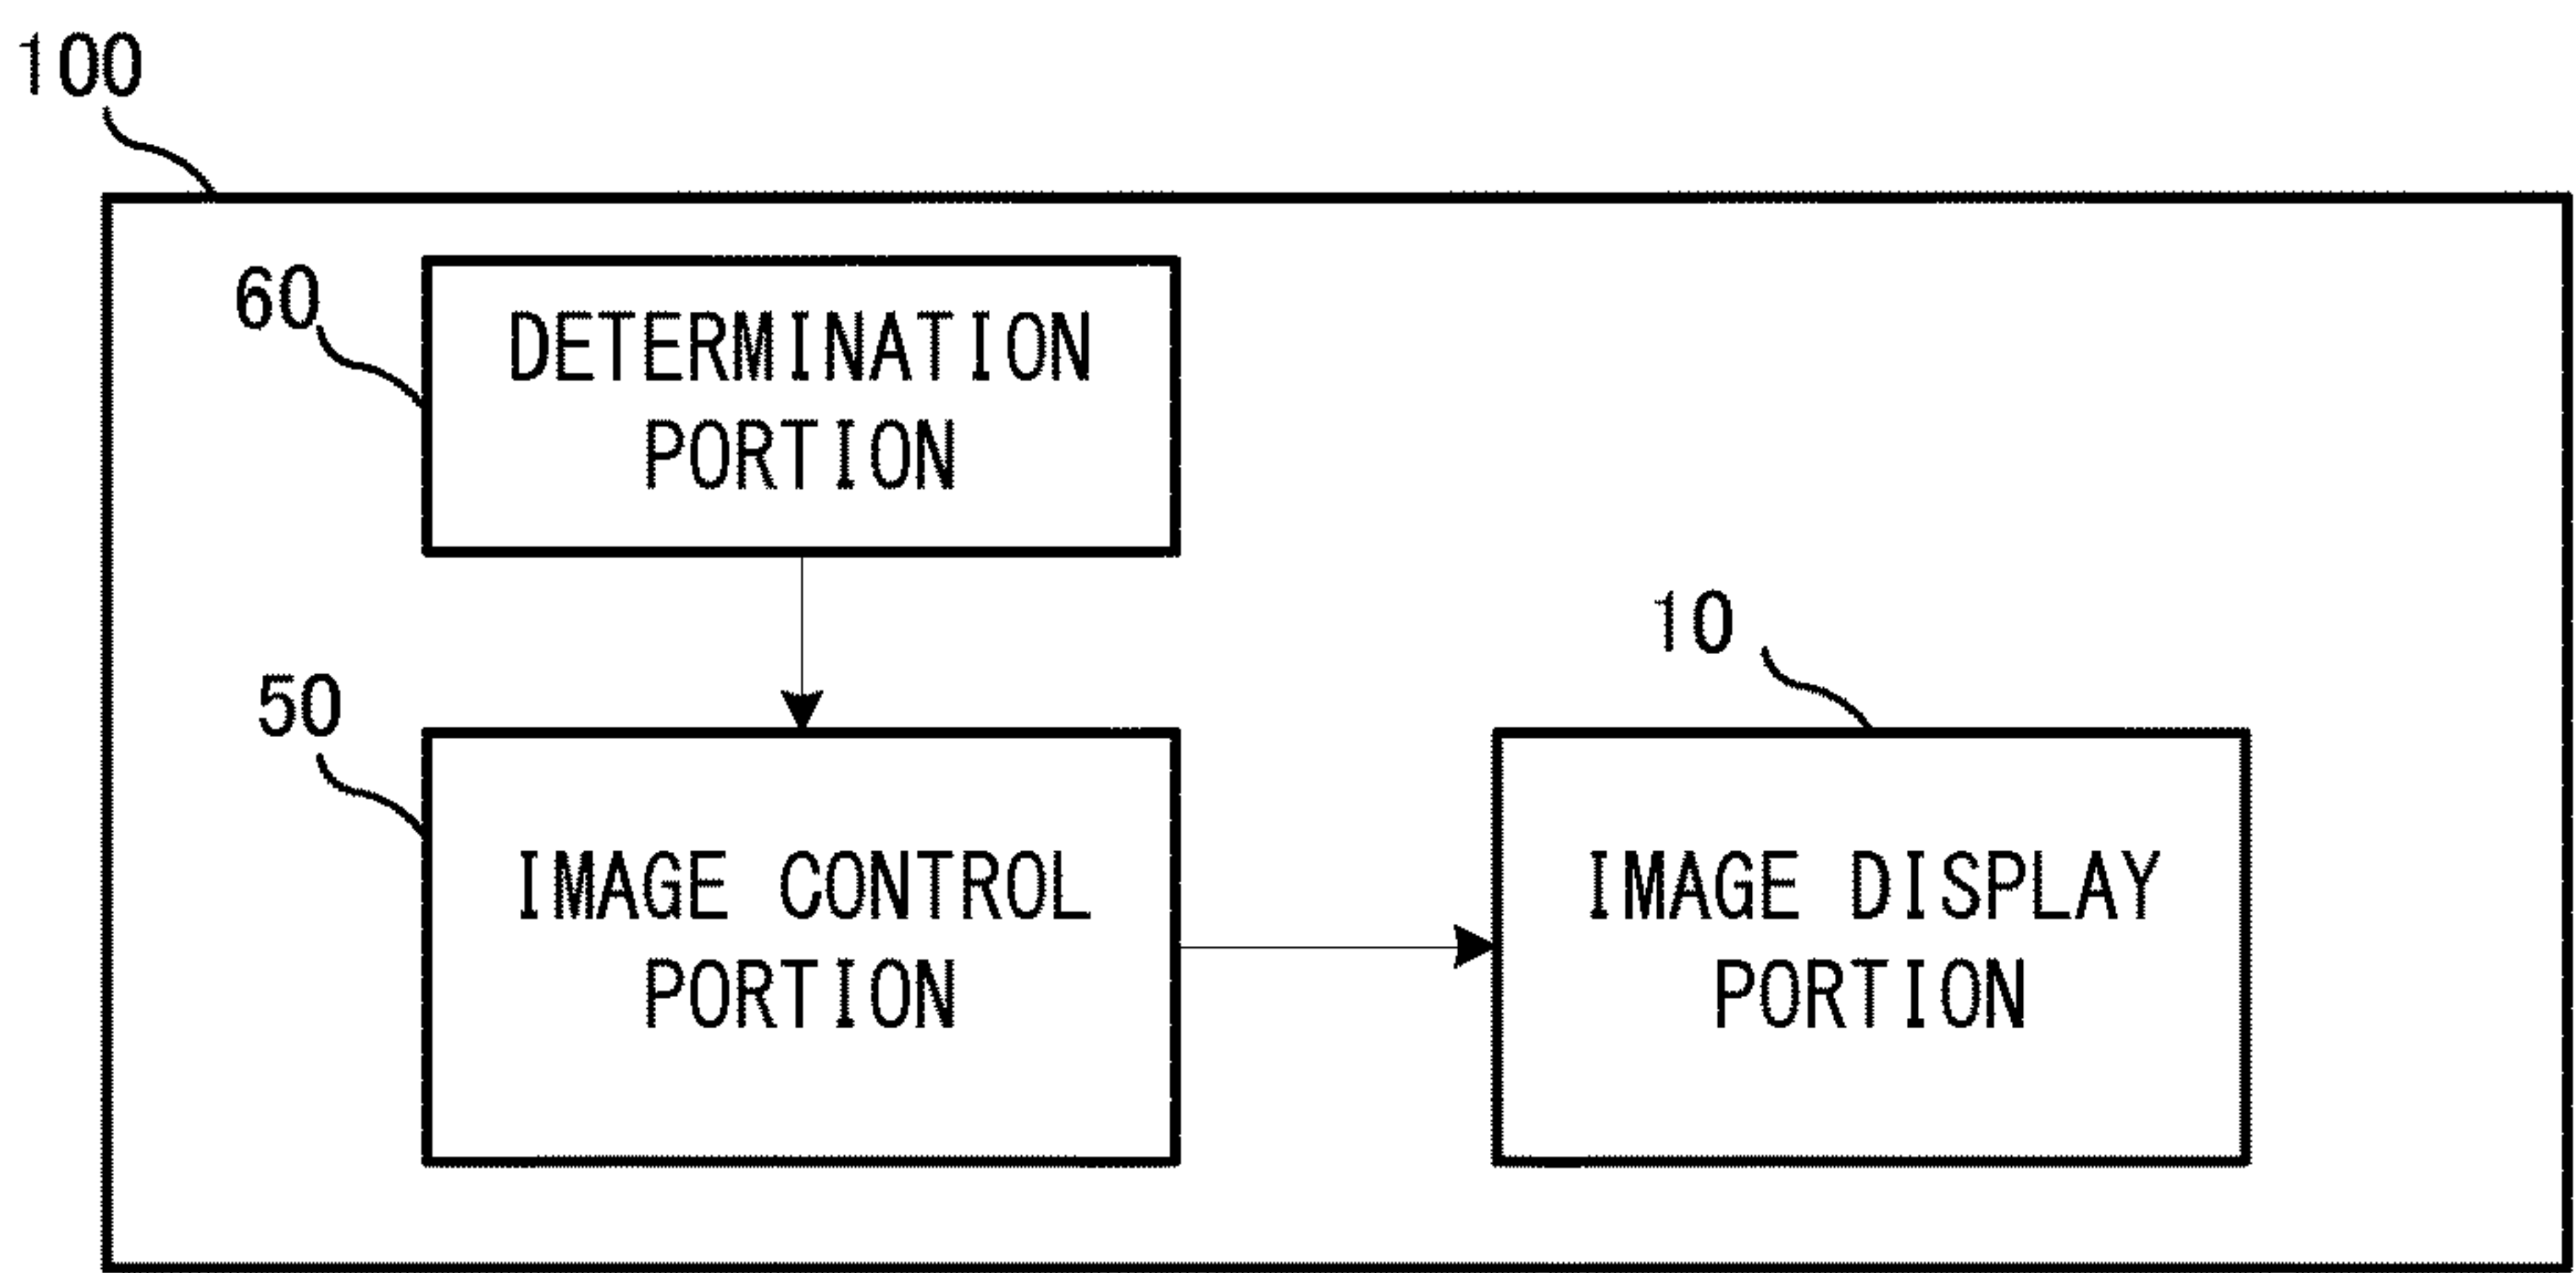 100
60
DETERMINATION
PORTION
10
50
IMAGE CONTROL
PORTION
IMAGE DISPLAY
PORTION